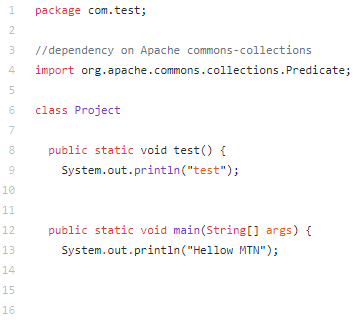 1 package com.test;
2
3 //dependency on Apache commons-collections
4 import org.apache.commons.collections.Predicate;
5
6 class Project
7
8 public static void test() {
9 System.out.println("test");
10
11
12 public static void main(String[] args) {
13 System.out.println("Hellow MTN");
14
15
16